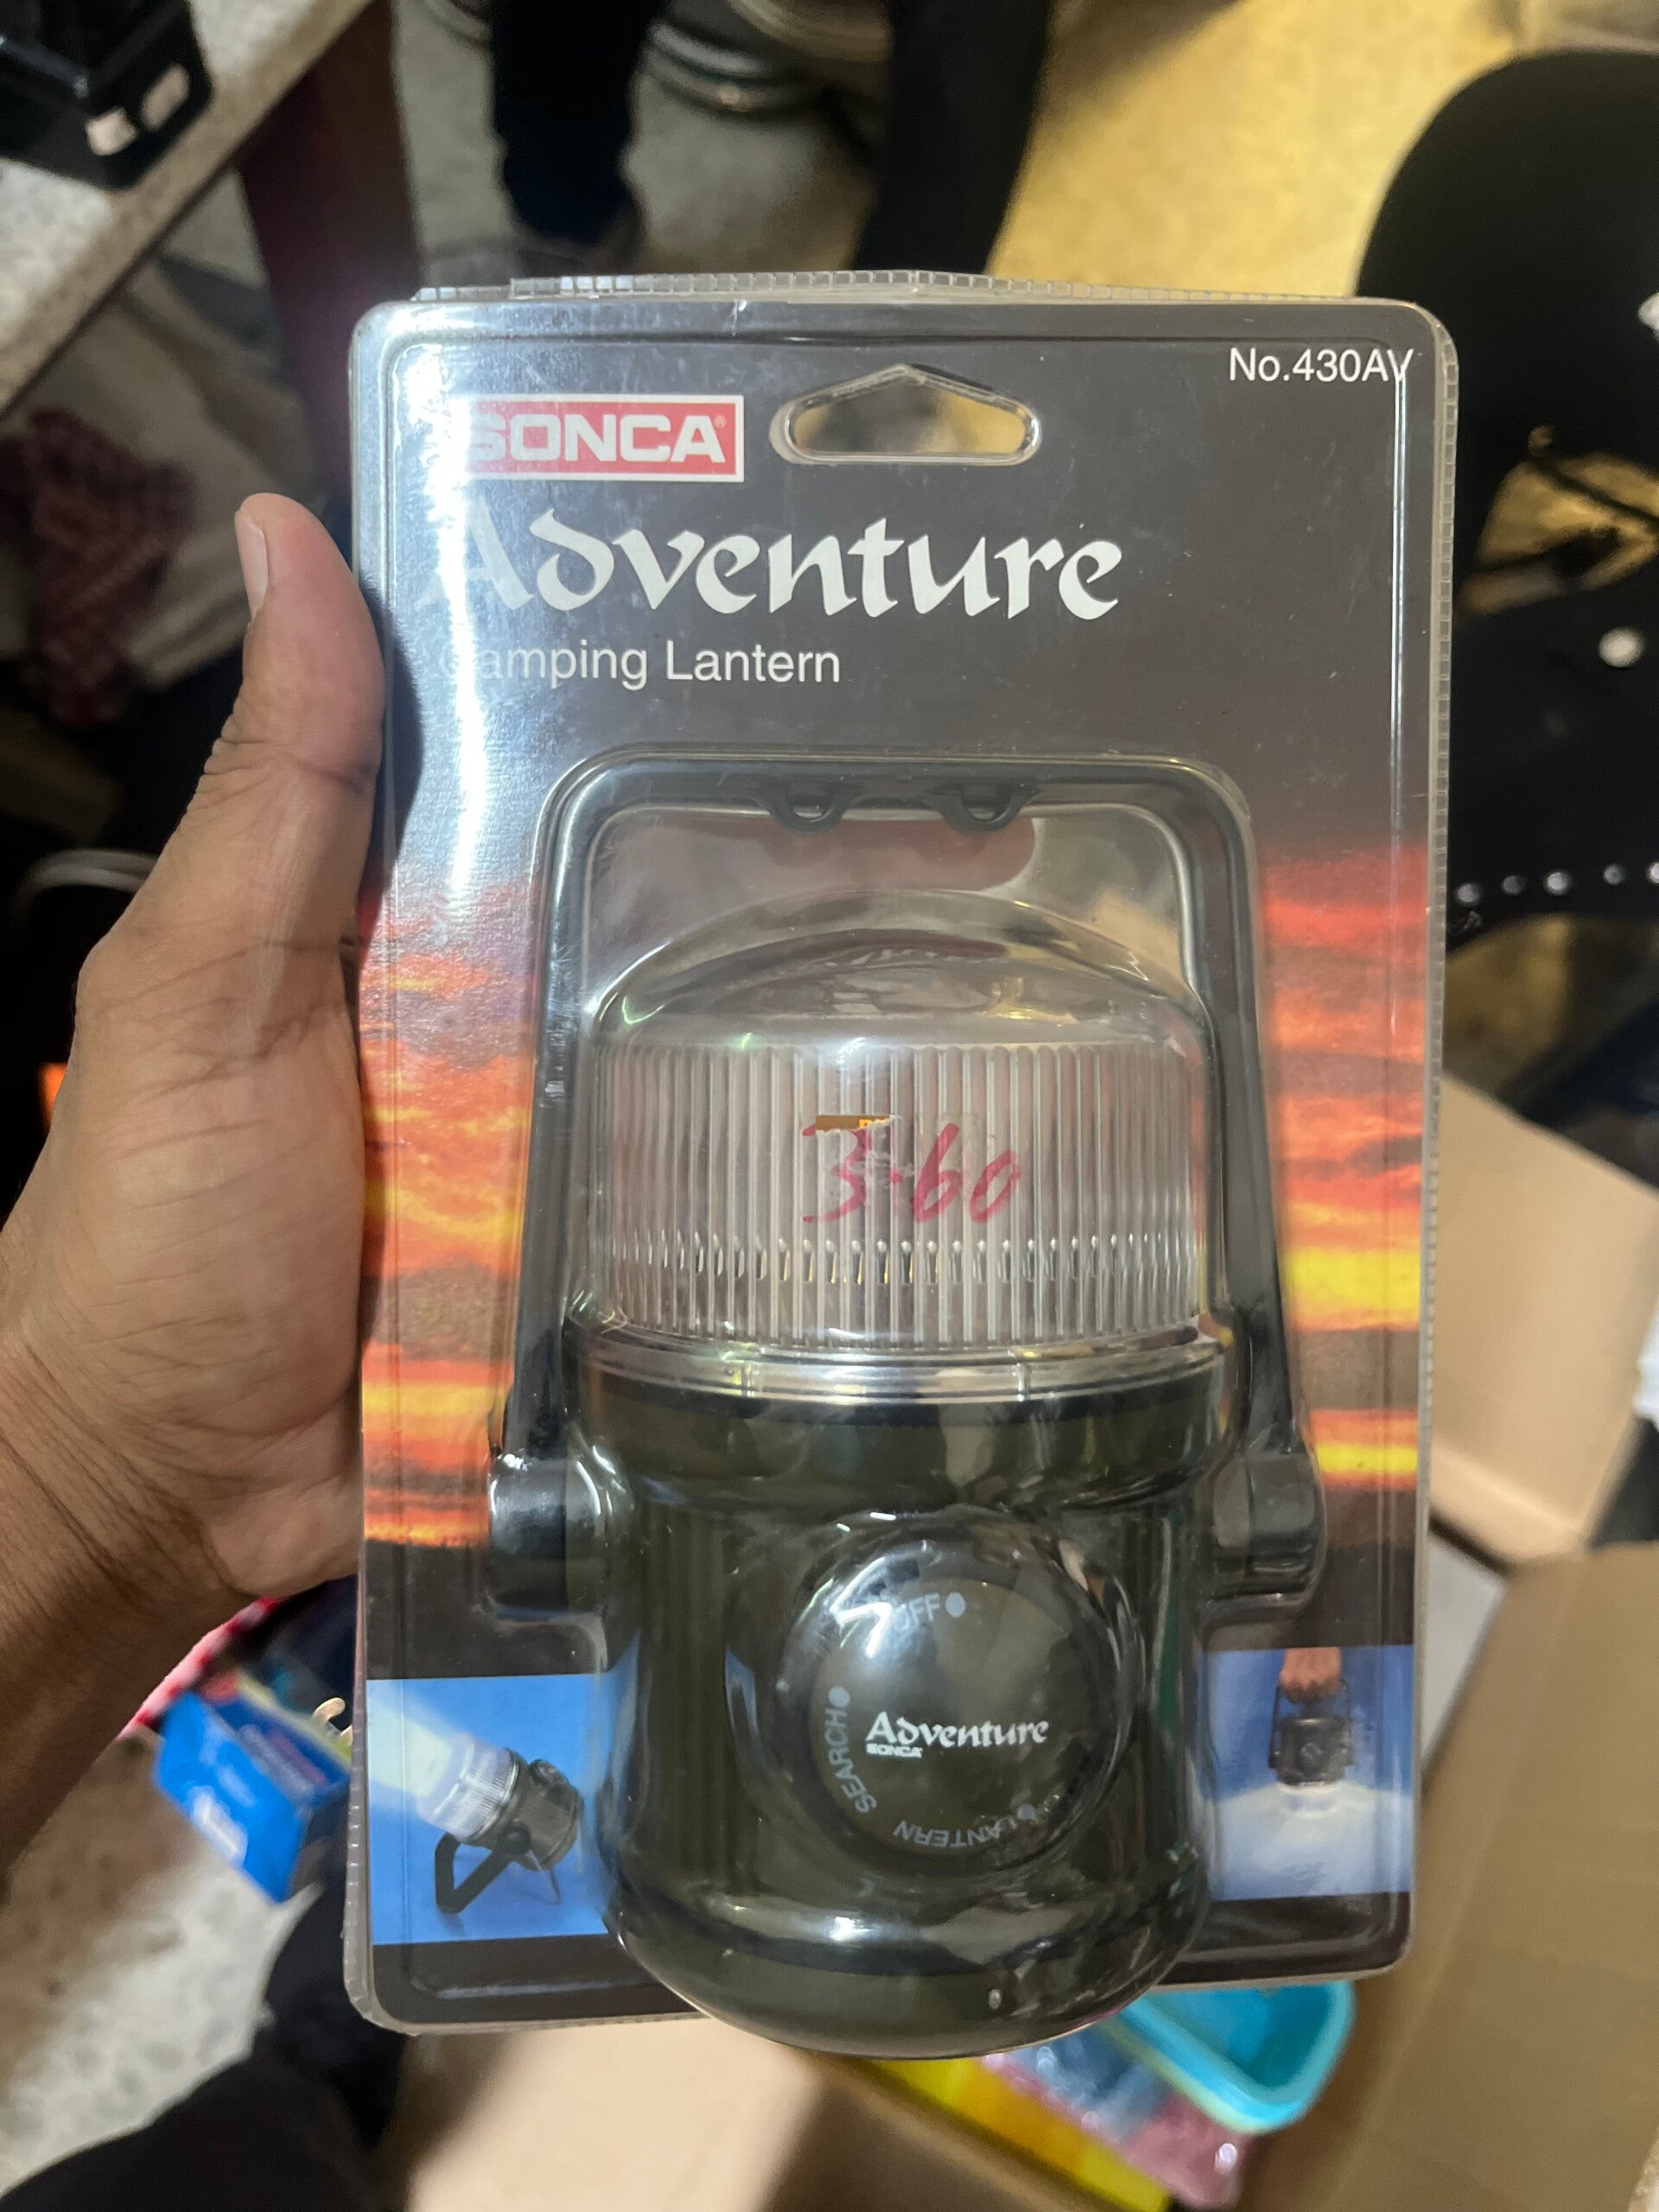 No.430AV
SONCA®
Adventure
Camping Lantern
3.60
OFF
SEARCH
Adventure
SONCA
LANTERN